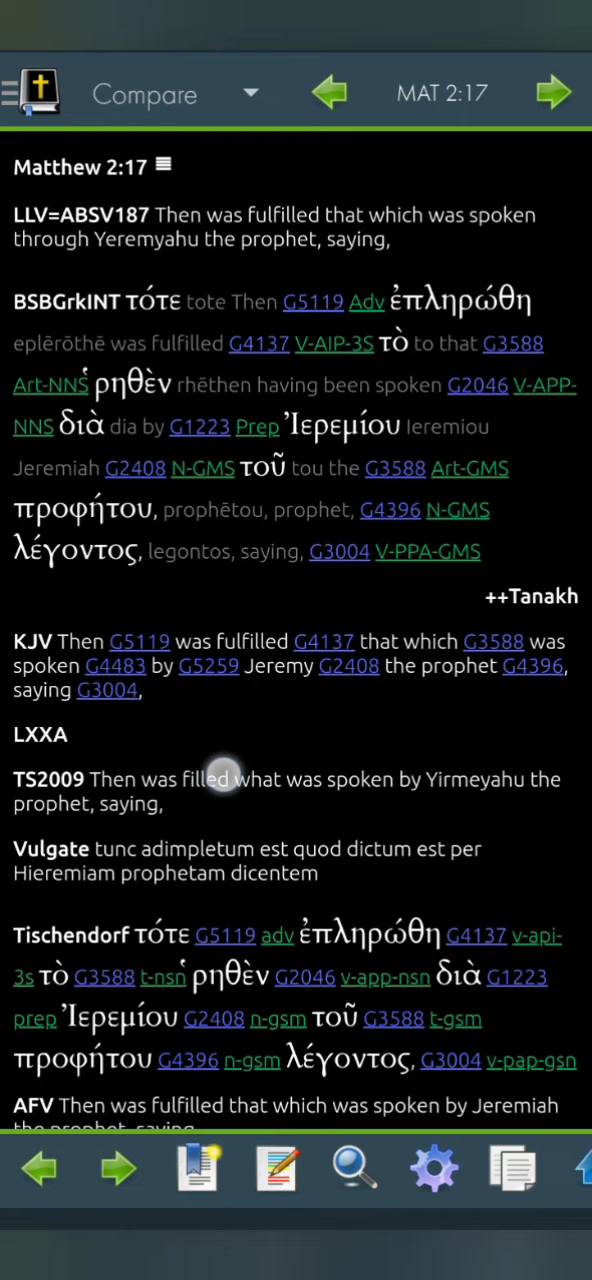 Compare
MAT 2:17
Matthew 2:17
LLV=ABSV187 Then was fulfilled that which was spoken
through Yeremyahu the prophet, saying,
BSBGrkINT τότε tote Then G5119 Adv ἐπληρώθη
eplērōthē was fulfilled G4137 V-AIP-3S τὸ to that G3588
Art-NNS ῥηθὲν rhēthen having been spoken G2046 V-APP-
NNS διὰ dia by G1223 Prep Ἰερεμίου Ieremiou
Jeremiah G2408 N-GMS τοῦ tou the G3588 Art-GMS
προφήτου, prophētou, prophet, G4396 N-GMS
λέγοντος, legontos, saying, G3004 V-PPA-GMS
++Tanakh
KJV Then G5119 was fulfilled G4137 that which G3588 was
spoken G4483 by G5259 Jeremy G2408 the prophet G4396,
saying G3004,
LXXA
TS2009 Then was filled what was spoken by Yirmeyahu the
prophet, saying,
Vulgate tunc adimpletum est quod dictum est per
Hieremiam prophetam dicentem
Tischendorf τότε G5119 adv ἐπληρώθη G4137 v-api-
3s τὸ G3588 t-nsn ῥηθὲν G2046 v-app-nsn διὰ G1223
prep Ἰερεμίου G2408 n-gsm τοῦ G3588 t-gsm
προφήτου G4396 n-gsm λέγοντος, G3004 v-pap-gsn
AFV Then was fulfilled that which was spoken by Jeremiah
the prophet, saying